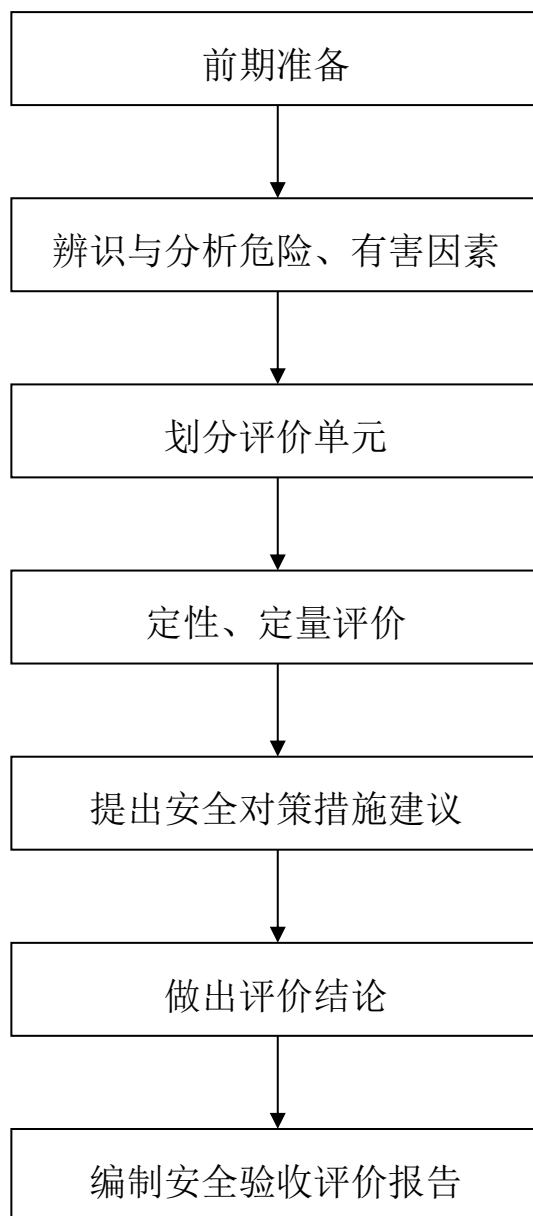 前期准备
辨识与分析危险、有害因素
划分评价单元
定性、定量评价
提出安全对策措施建议
做出评价结论
编制安全验收评价报告